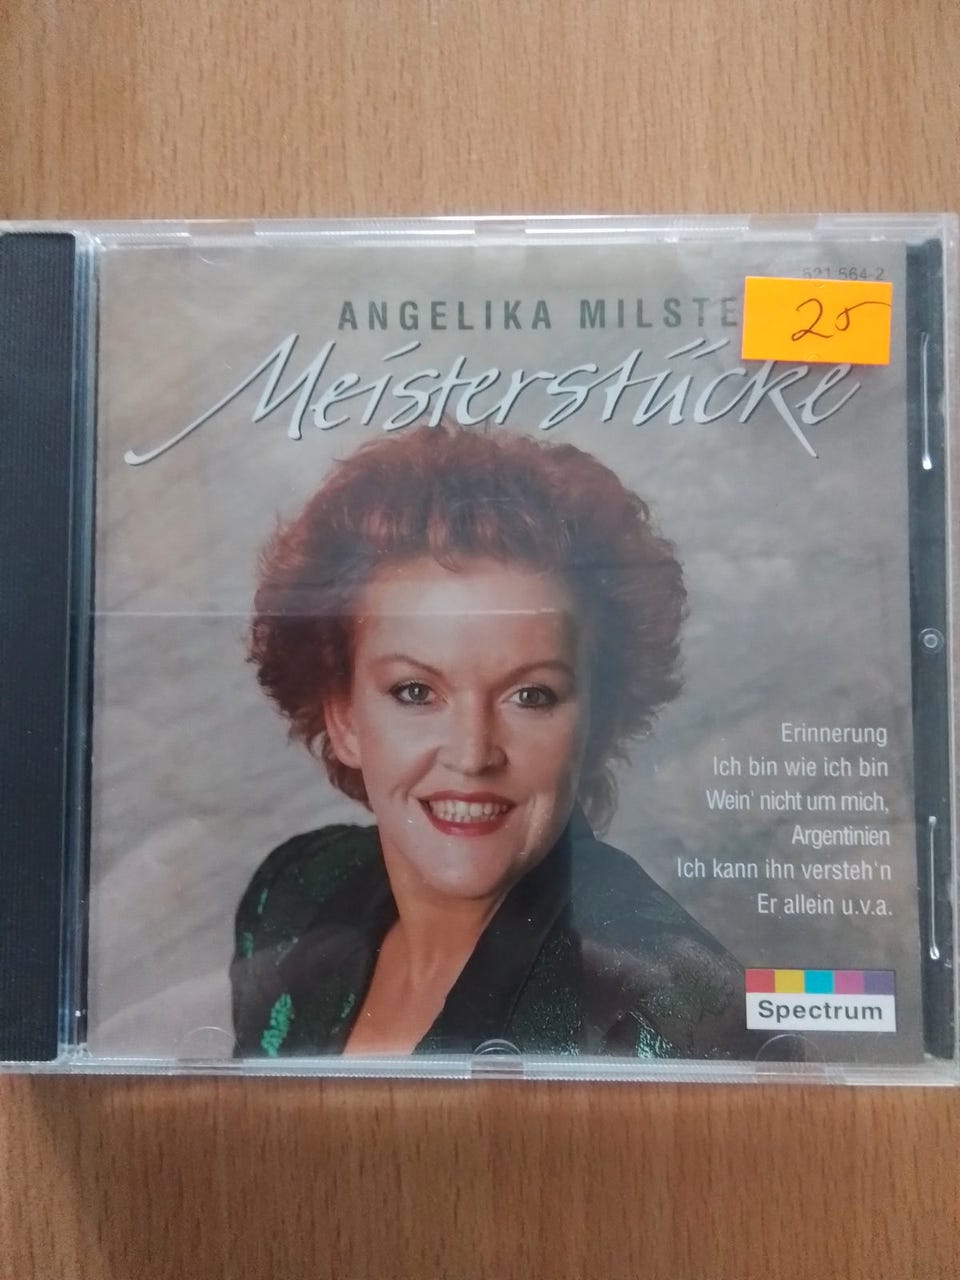 521 564-2
ANGELIKA MILSTE
Meisterstücke
Erinnerung
Ich bin wie ich bin
Wein' nicht um mich,
Argentinien
Ich kann ihn versteh'n
Er allein u.v.a.
Spectrum